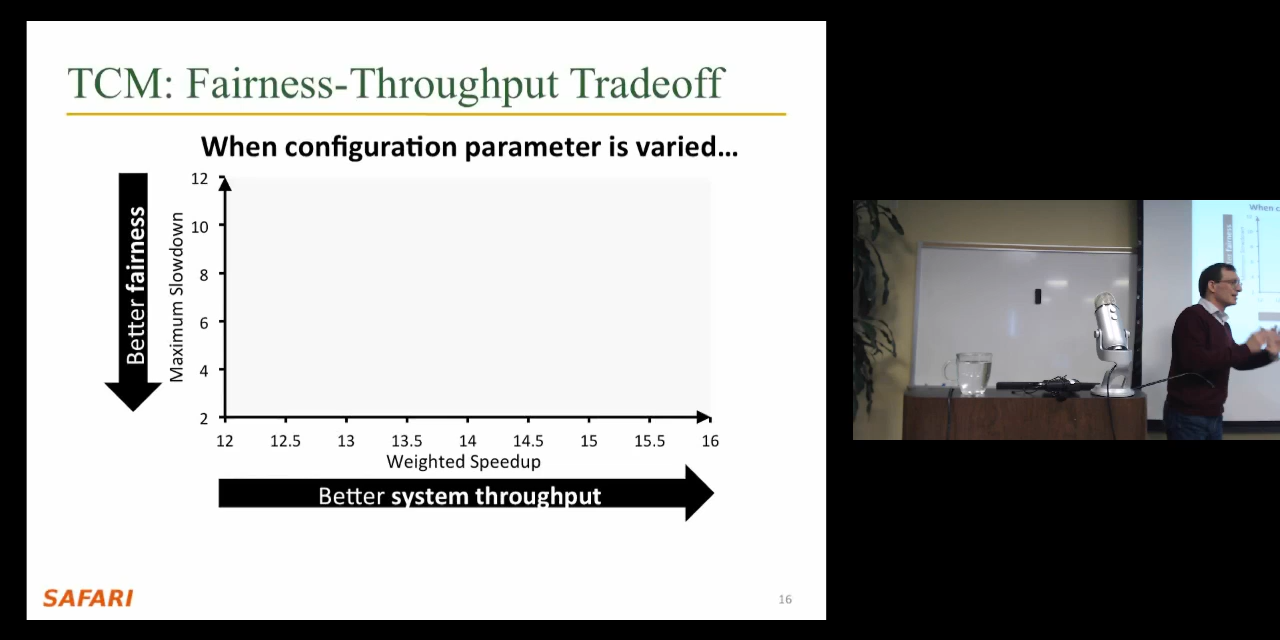 TCM: Fairness-Throughput Tradeoff
When configuration parameter is varied…
Better fairness
Maximum Slowdown
12
10
8
6
4
2
12 12.5 13 13.5 14 14.5 15 15.5 16
Weighted Speedup
Better system throughput
SAFARI
16
When c